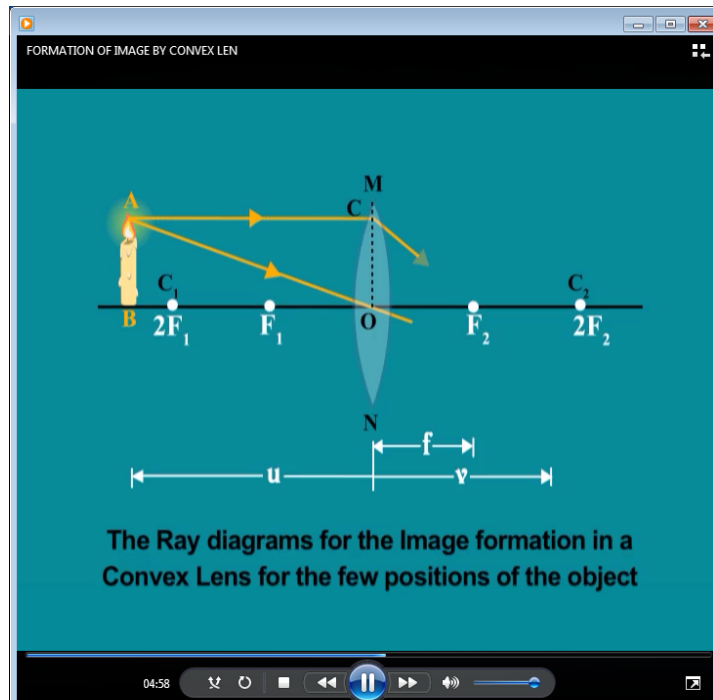 FORMATION OF IMAGE BY CONVEX LEN
M
A
C
C1
C2
B
2F1
F1
O
F2
2F2
N
f
u
v
The Ray diagrams for the Image formation in a
Convex Lens for the few positions of the object
04:58